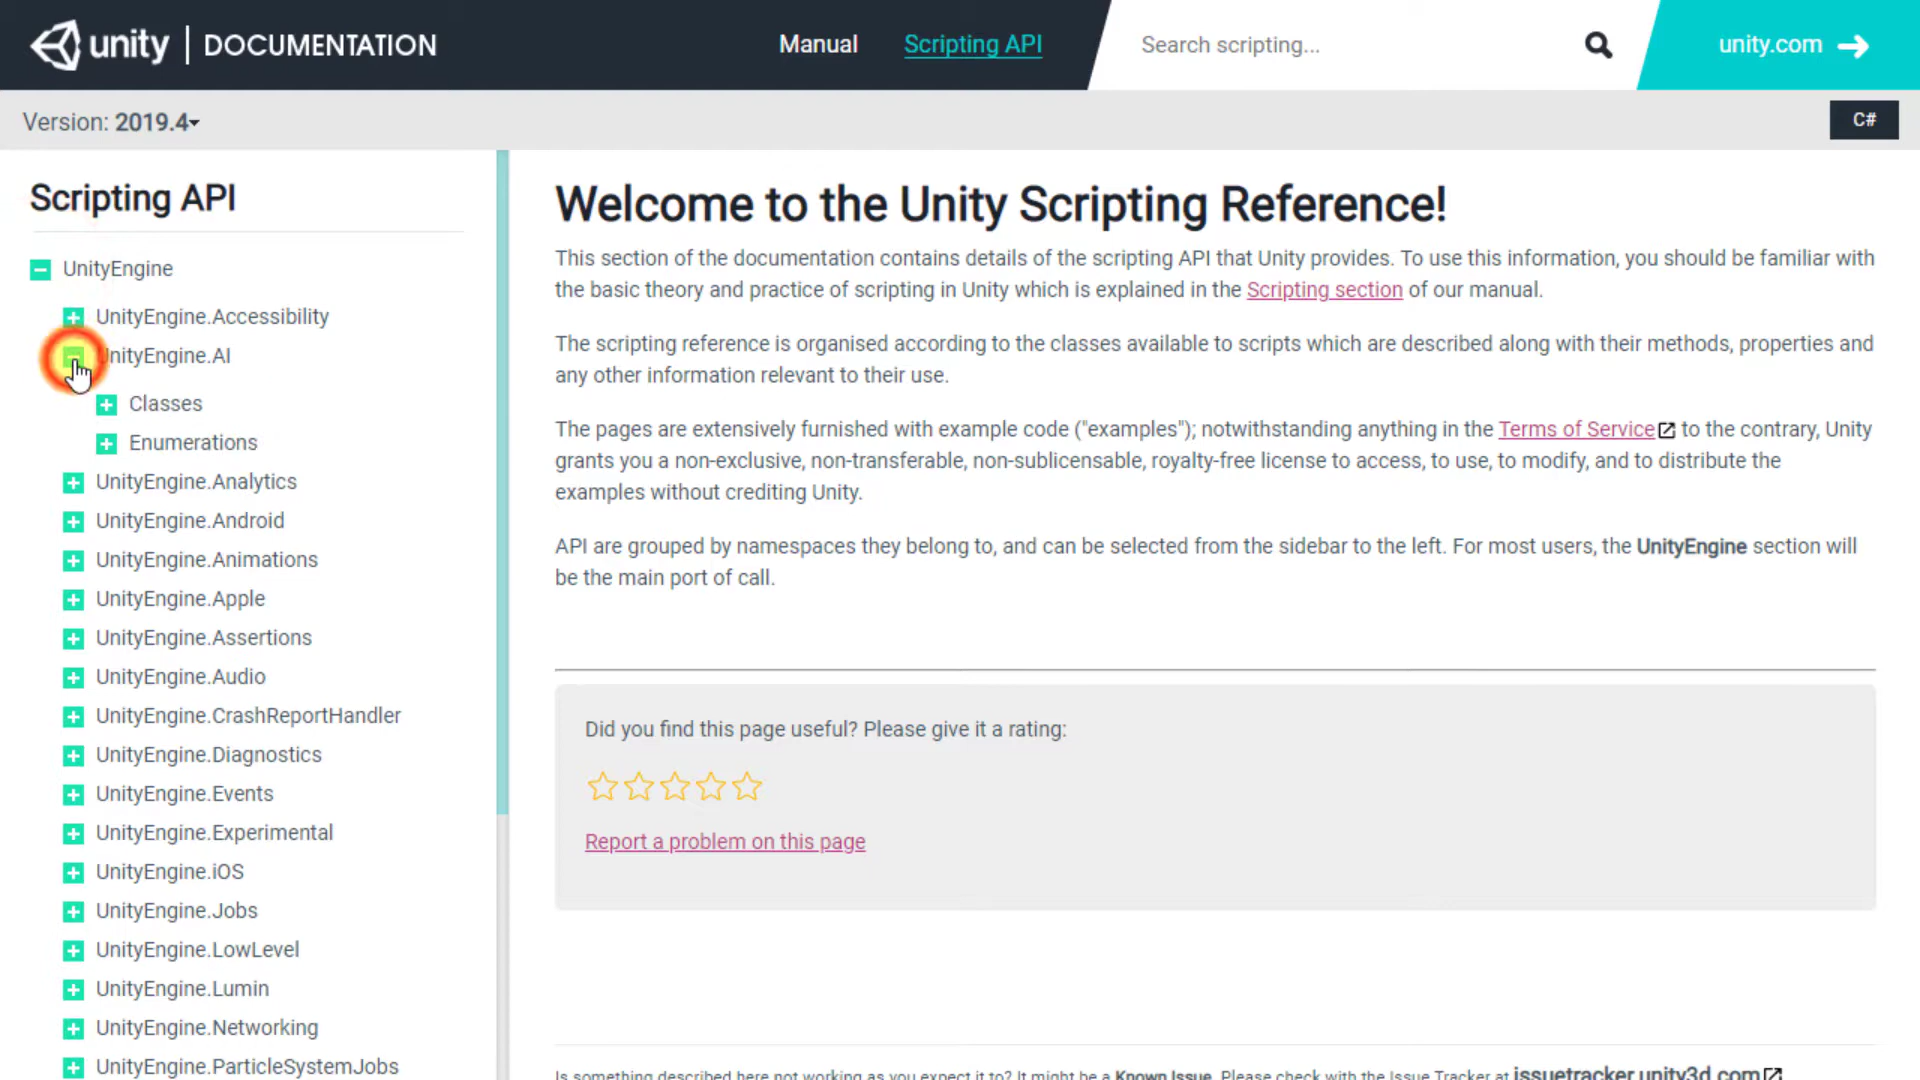 unity | DOCUMENTATION
Manual
Scripting API
Search scripting...
unity.com
Version: 2019.4
C#
Scripting API
UnityEngine
UnityEngine.Accessibility
UnityEngine.AI
Classes
Enumerations
UnityEngine.Analytics
UnityEngine.Android
UnityEngine.Animations
UnityEngine.Apple
UnityEngine.Assertions
UnityEngine.Audio
UnityEngine.CrashReportHandler
UnityEngine.Diagnostics
UnityEngine.Events
UnityEngine.Experimental
UnityEngine.iOS
UnityEngine.Jobs
UnityEngine.LowLevel
UnityEngine.Lumin
UnityEngine.Networking
UnityEngine.ParticleSystemJobs
Welcome to the Unity Scripting Reference!
This section of the documentation contains details of the scripting API that Unity provides. To use this information, you should be familiar with
the basic theory and practice of scripting in Unity which is explained in the Scripting section of our manual.
The scripting reference is organised according to the classes available to scripts which are described along with their methods, properties and
any other information relevant to their use.
The pages are extensively furnished with example code ("examples"); notwithstanding anything in the Terms of Service to the contrary, Unity
grants you a non-exclusive, non-transferable, non-sublicensable, royalty-free license to access, to use, to modify, and to distribute the
examples without crediting Unity.
API are grouped by namespaces they belong to, and can be selected from the sidebar to the left. For most users, the UnityEngine section will
be the main port of call.
Did you find this page useful? Please give it a rating:
Report a problem on this page
Is something described here not working as you expect it to? It might be a Known Issue. Please check with the Issue Tracker at issuetracker.unity3d.com